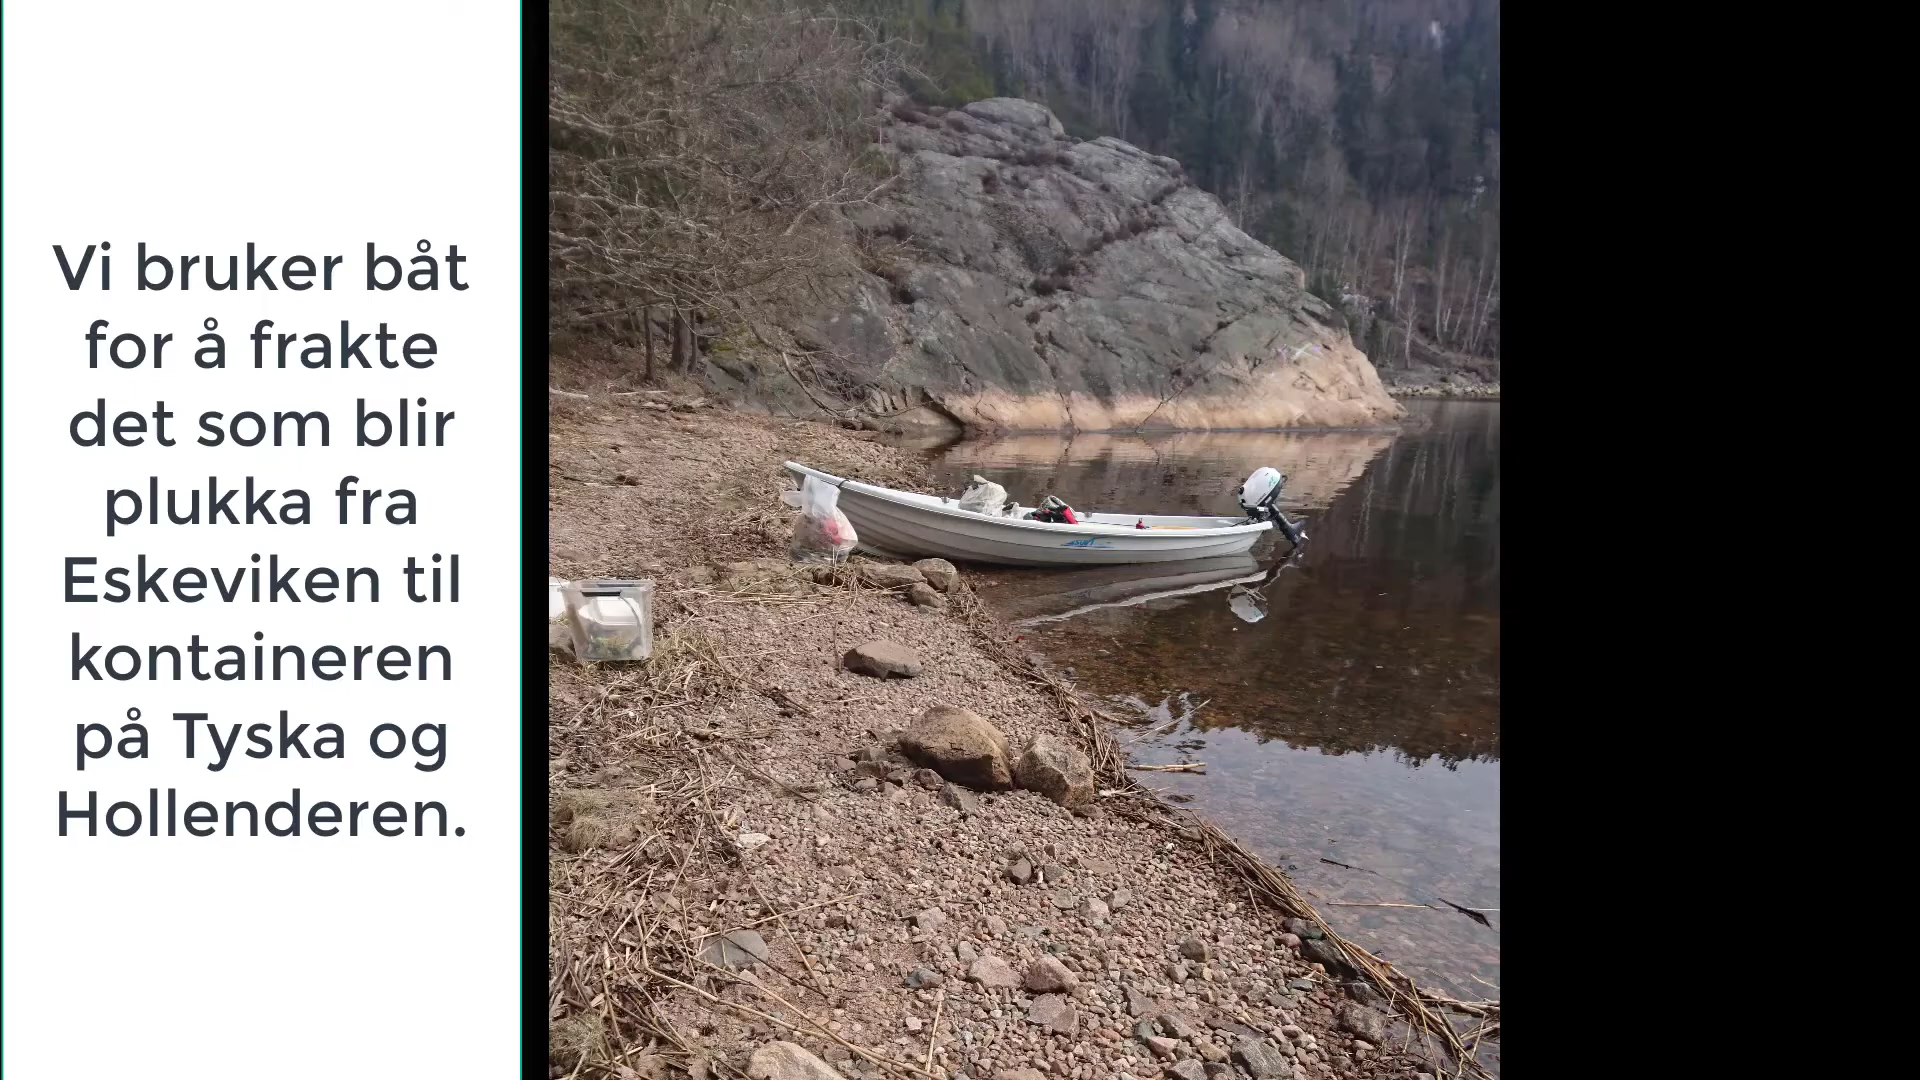 Vi bruker båt
for å frakte
det som blir
plukka fra
Eskeviken til
kontaineren
på Tyska og
Hollenderen.